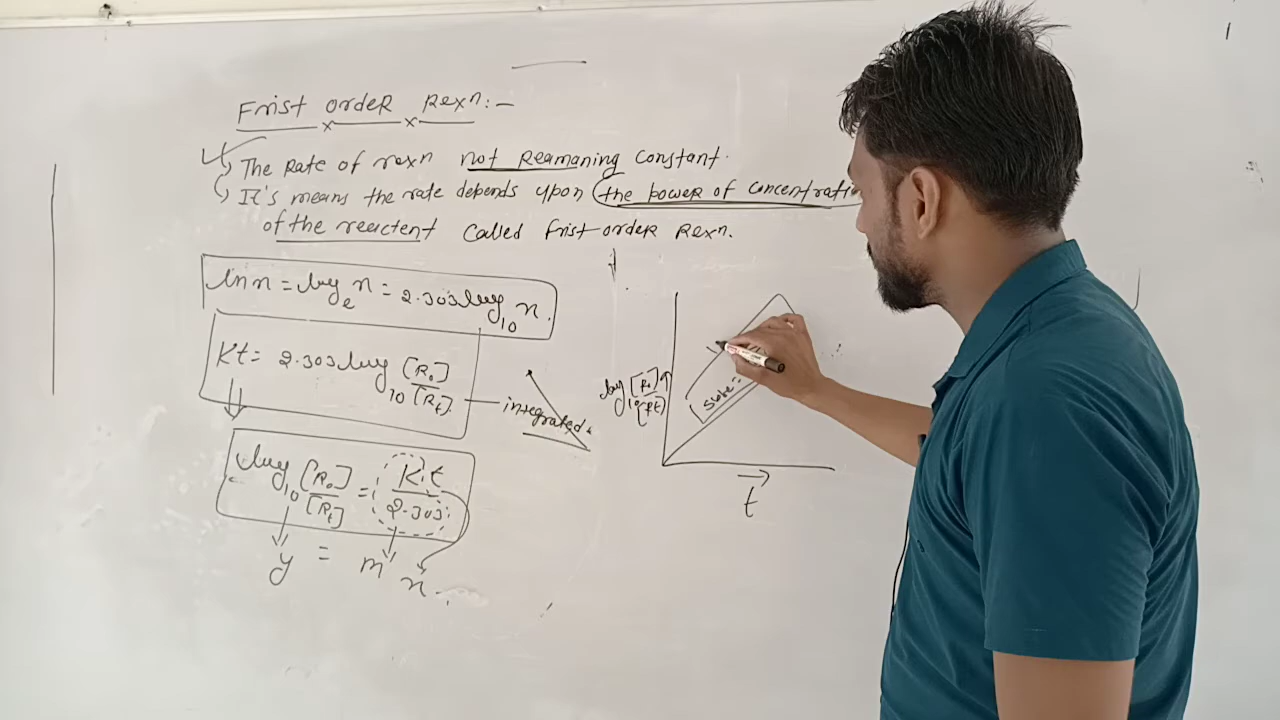 Frist order Rexn:-
The Rate of rexn not Reamaning constant.
It's means the rate depends upon (the power of concentrati
of the reactent called frist order Rexn.
ln x = log e x = 2.303 log 10 x.
Kt = 2.303 log 10 [R₀]/[Rt]
integrated.
log 10 [R₀]/[Rt] = Kt/2.303
y = m x
log 10 [R₀]/[Rt]
slope =
t